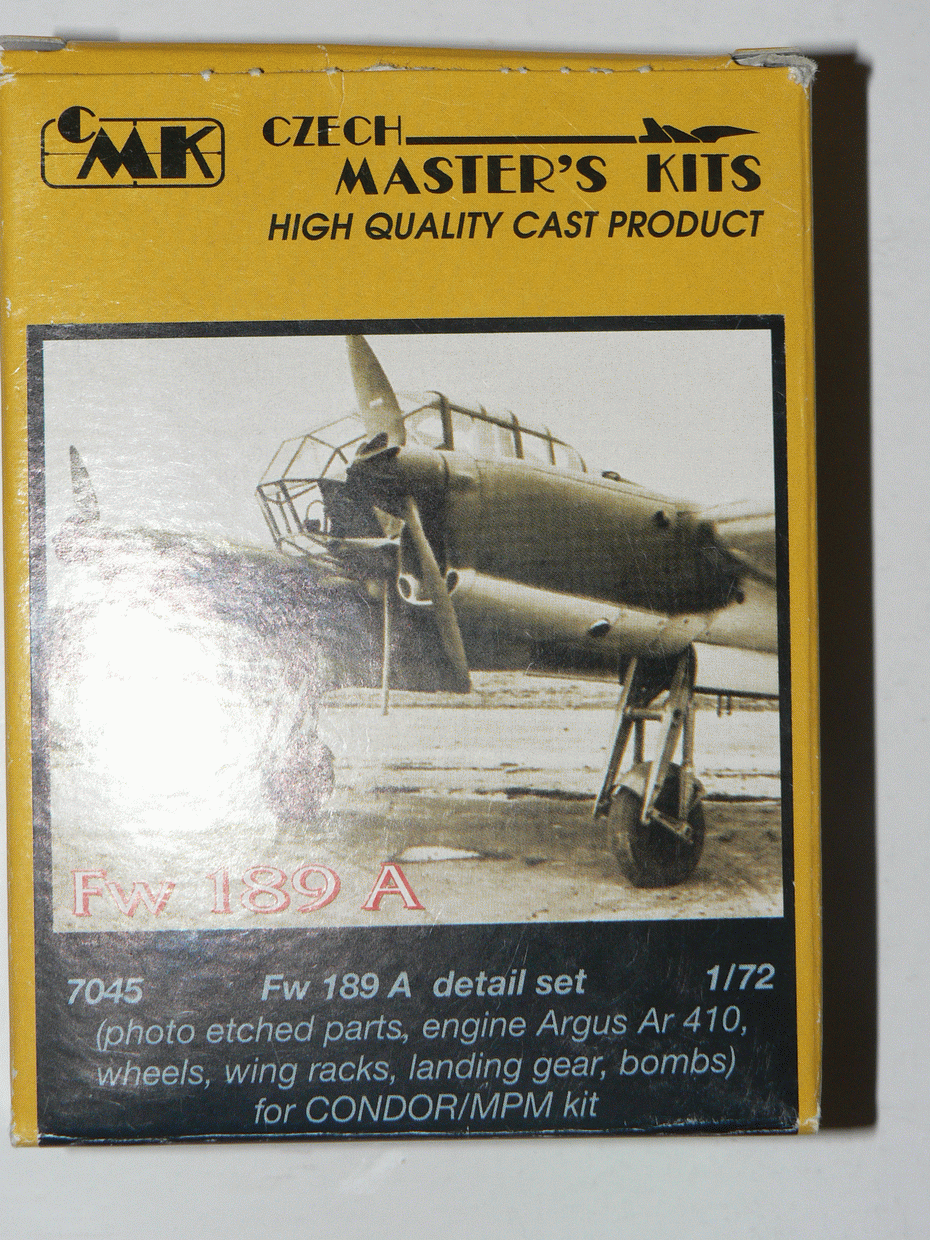 CMK
CZECH
MASTER'S KITS
HIGH QUALITY CAST PRODUCT
Fw 189 A
7045 Fw 189 A detail set 1/72
(photo etched parts, engine Argus Ar 410,
wheels, wing racks, landing gear, bombs)
for CONDOR/MPM kit